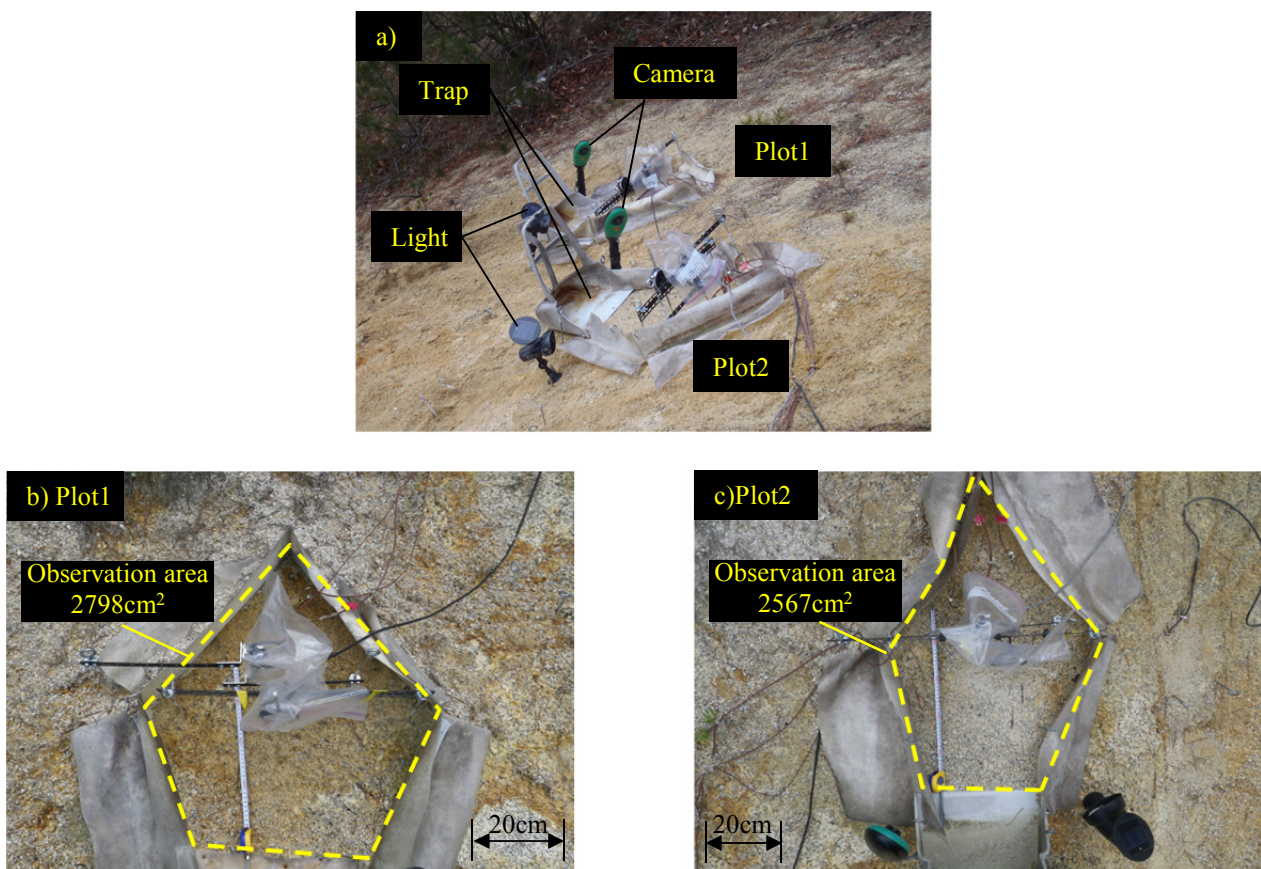 a)
Camera
Trap
Plot1
Light
Plot2
b) Plot1
Observation area
2798cm²
20cm
c)Plot2
Observation area
2567cm²
20cm